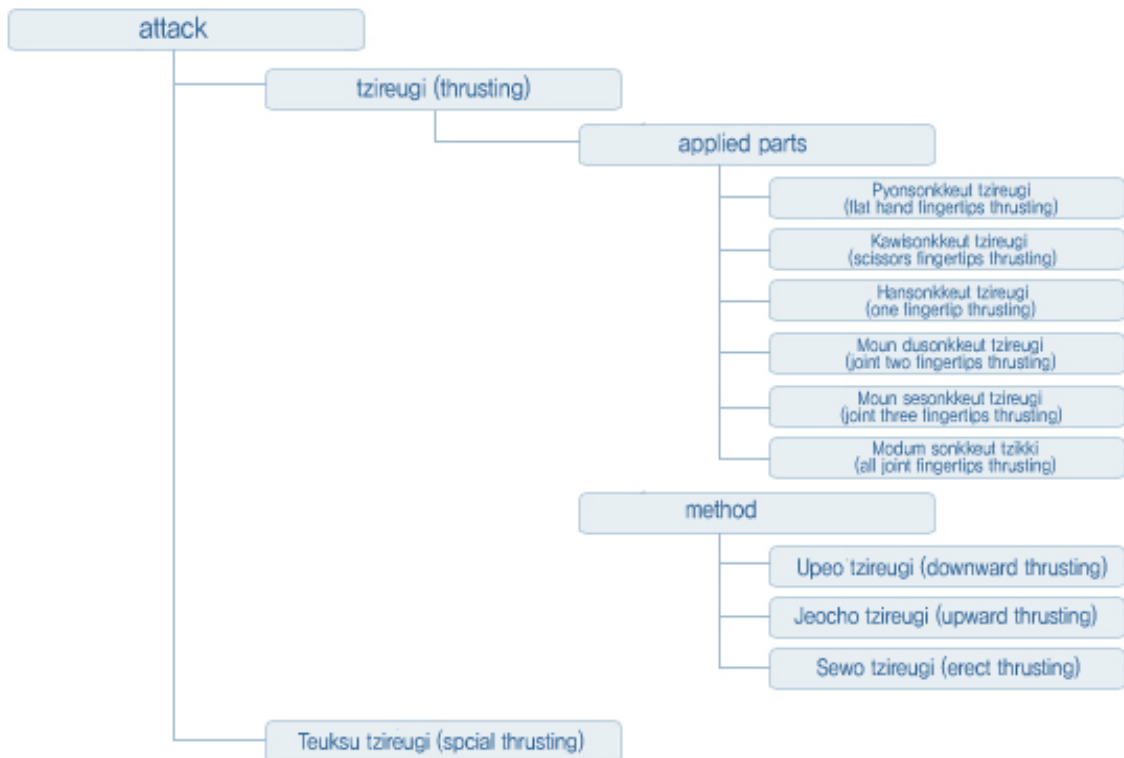 attack
tzireugi (thrusting)
applied parts
Pyonsonkkeut tzireugi
(flat hand fingertips thrusting)
Kawisonkkeut tzireugi
(scissors fingertips thrusting)
Hansonkkeut tzireugi
(one fingertip thrusting)
Moun dusonkkeut tzireugi
(joint two fingertips thrusting)
Moun sesonkkeut tzireugi
(joint three fingertips thrusting)
Modum sonkkeut tzikki
(all joint fingertips thrusting)
method
Upeo tzireugi (downward thrusting)
Jeocho tzireugi (upward thrusting)
Sewo tzireugi (erect thrusting)
Teuksu tzireugi (spcial thrusting)